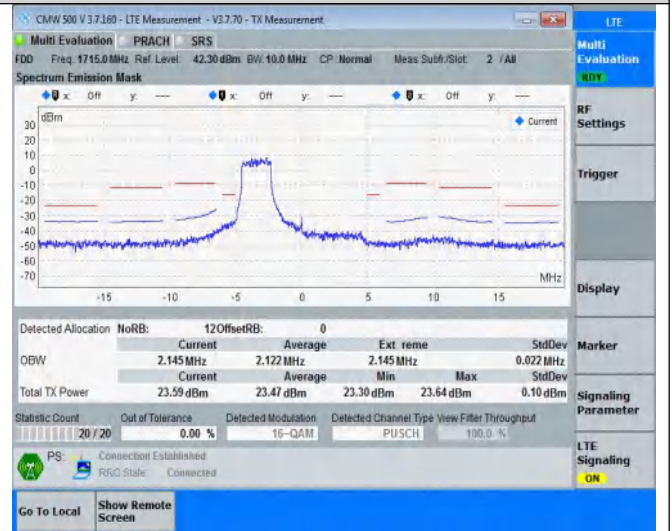 CMW 500 V 3.7.160 - LTE Measurement - V3.7.70 - TX Measurement
LTE
Multi Evaluation PRACH SRS
Multi Evaluation
RDY
FDD Freq: 1715.0 MHz Ref. Level: 42.30 dBm BW: 10.0 MHz CP: Normal Meas Subfr./Slot: 2 / All
Spectrum Emission Mask
x: Off y: --- x: Off y: --- x: Off y: ---
RF Settings
dBm
Current
30
20
10
0
-10
-20
-30
-40
-50
-60
-70
Trigger
MHz
-15 -10 -5 0 5 10 15
Display
Detected Allocation NoRB: 12OffsetRB: 0
Current Average Ext reme StdDev
OBW 2.145 MHz 2.122 MHz 2.145 MHz 0.022 MHz
Marker
Current Average Min Max StdDev
Total TX Power 23.59 dBm 23.47 dBm 23.30 dBm 23.64 dBm 0.10 dBm
Signaling Parameter
Statistic Count Out of Tolerance Detected Modulation Detected Channel Type View Filter Throughput
20 / 20 0.00 % 16-QAM PUSCH 100.0 %
PS: Connection Established
RRC State: Connected
LTE Signaling
ON
Go To Local
Show Remote Screen